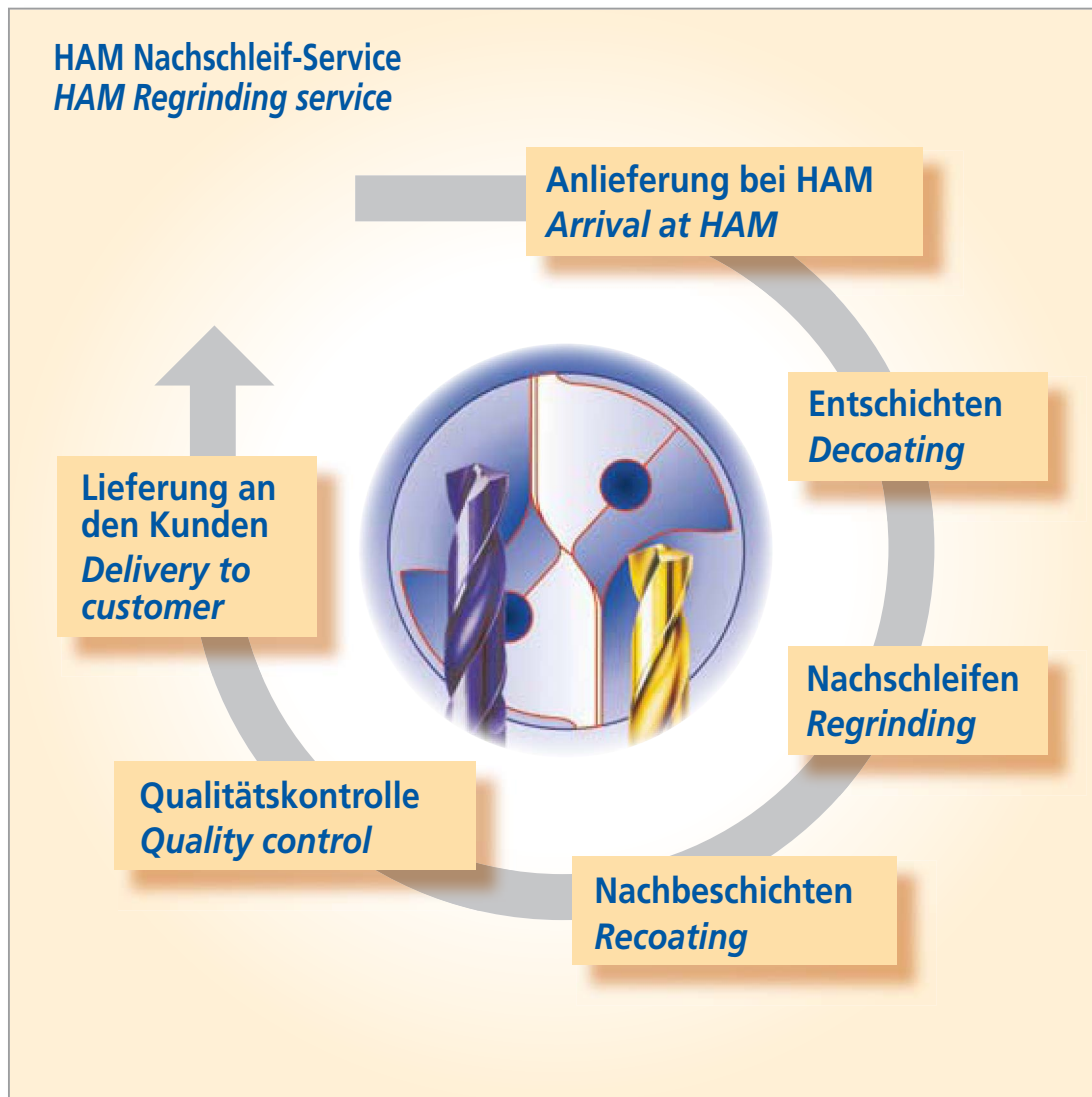 HAM Nachschleif-Service
HAM Regrinding service
Anlieferung bei HAM
Arrival at HAM
Entschichten
Decoating
Nachschleifen
Regrinding
Nachbeschichten
Recoating
Qualitätskontrolle
Quality control
Lieferung an
den Kunden
Delivery to
customer